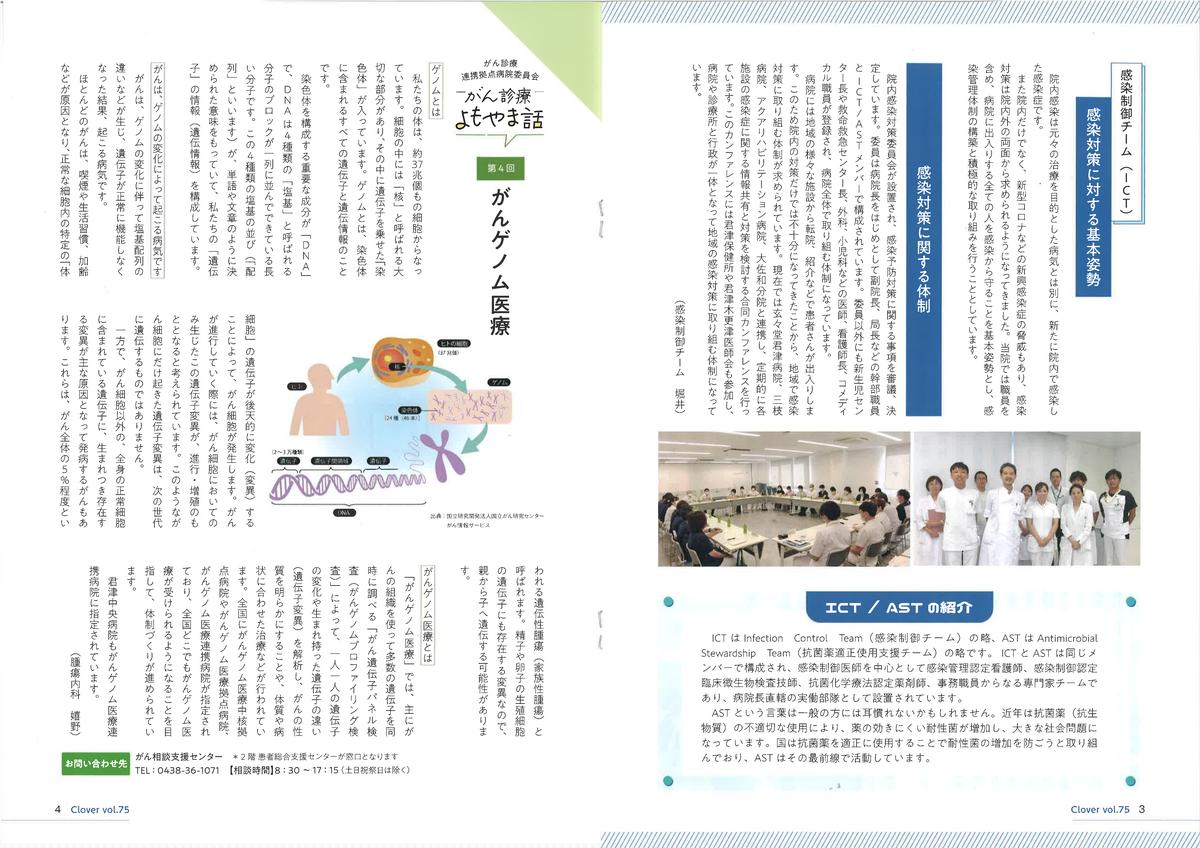 感染制御チーム（ICT）
感染対策に対する基本姿勢
院内感染は元々の治療を目的とした病気とは別に、新たに院内で感染し
た感染症です。
また院内だけでなく、新型コロナなどの新興感染症の脅威もあり、感染
対策は院内外の両面から求められるようになってきました。当院では職員を
含め、病院に出入りする全ての人を感染から守ることを基本姿勢とし、感
染管理体制の構築と積極的な取り組みを行うこととしています。
感染対策に関する体制
院内感染対策委員会が設置され、感染予防対策に関する事項を審議、決
定しています。委員は病院長をはじめとして副院長、局長などの幹部職員
とICT/ASTメンバーで構成されています。委員以外にも新生児セン
ター長や救命救急センター長、外科、小児科などの医師、看護師長、コメディ
カル職員が登録され、病院全体で取り組む体制になっています。
病院には地域の様々な施設から転院、紹介などで患者さんが出入りしま
す。このため院内の対策だけでは不十分になってきたことから、地域で感染
対策に取り組む体制が求められています。現在では玄々堂君津病院、三枝
病院、アクアリハビリテーション病院、大佐和分院と連携し、定期的に各
施設の感染症に関する情報共有と対策を検討する合同カンファレンスを行っ
ています。このカンファレンスには君津保健所や君津木更津医師会も参加し、
病院や診療所と行政が一体となって地域の感染対策に取り組む体制になって
います。
（感染制御チーム　堀井）
ICT / AST の紹介
ICT は Infection Control Team（感染制御チーム）の略、AST は Antimicrobial
Stewardship Team（抗菌薬適正使用支援チーム）の略です。ICT と AST は同じメ
ンバーで構成され、感染制御医師を中心として感染管理認定看護師、感染制御認定
臨床微生物検査技師、抗菌化学療法認定薬剤師、事務職員からなる専門家チームで
あり、病院長直轄の実働部隊として設置されています。
AST という言葉は一般の方には耳慣れないかもしれません。近年は抗菌薬（抗生
物質）の不適切な使用により、薬の効きにくい耐性菌が増加し、大きな社会問題に
なっています。国は抗菌薬を適正に使用することで耐性菌の増加を防ごうと取り組
んでおり、AST はその最前線で活動しています。
Clover vol.75 3
がん診療
連携拠点病院委員会
がん診療
よもやま話
第4回
がんゲノム医療
ゲノムとは
私たちの体は、約37兆個もの細胞からなっ
ています。細胞の中には「核」と呼ばれる大
切な部分があり、その中に遺伝子を乗せた「染
色体」が入っています。ゲノムとは、染色体
に含まれるすべての遺伝子と遺伝情報のこと
です。
染色体を構成する重要な成分が「DNA」
で、DNAは4種類の「塩基」と呼ばれる
分子のブロックが一列に並んでできている長
い分子です。この4種類の塩基の並び（「配
列」といいます）が、単語や文章のように決
められた意味をもっていて、私たちの「遺伝
子」の情報（遺伝情報）を構成しています。
がんは、ゲノムの変化によって起こる病気です
がんは、ゲノムの変化に伴って塩基配列の
違いなどが生じ、遺伝子が正常に機能しなく
なった結果、起こる病気です。
ほとんどのがんは、喫煙や生活習慣、加齢
などが原因となり、正常な細胞内の特定の「体
ヒト
ヒトの細胞
(37兆個)
核
ゲノム
染色体
[24種（46本）]
[2〜3万種類]
遺伝子
遺伝子間領域
遺伝子
DNA
出典：国立研究開発法人国立がん研究センター
がん情報サービス
細胞」の遺伝子が後天的に変化（変異）する
ことによって、がん細胞が発生します。がん
が進行していく際には、がん細胞においての
み生じたこの遺伝子変異が、進行・増殖のも
ととなると考えられています。このようなが
ん細胞にだけ起きた遺伝子変異は、次の世代
に遺伝するものではありません。
一方で、がん細胞以外の、全身の正常細胞
に含まれている遺伝子に、生まれつき存在す
る変異が主な原因となって発病するがんもあ
ります。これらは、がん全体の5％程度とい
われる遺伝性腫瘍（家族性腫瘍）と
呼ばれます。精子や卵子の生殖細胞
の遺伝子にも存在する変異なので、
親から子へ遺伝する可能性がありま
す。
がんゲノム医療とは
「がんゲノム医療」では、主にが
んの組織を使って多数の遺伝子を同
時に調べる「がん遺伝子パネル検
査（がんゲノムプロファイリング検
査）」によって、一人一人の遺伝子
の変化や生まれ持った遺伝子の違い
（遺伝子変異）を解析し、がんの性
質を明らかにすることや、体質や病
状に合わせた治療などが行われてい
ます。全国にがんゲノム医療中核拠
点病院やがんゲノム医療拠点病院、
がんゲノム医療連携病院が指定され
ており、全国どこでもがんゲノム医
療が受けられるようになることを目
指して、体制づくりが進められてい
ます。
君津中央病院もがんゲノム医療連
携病院に指定されています。
（腫瘍内科　嬉野）
お問い合わせ先
がん相談支援センター　＊2階患者総合支援センターが窓口となります
TEL：0438-36-1071　【相談時間】8：30 〜 17：15（土日祝祭日は除く）
4 Clover vol.75